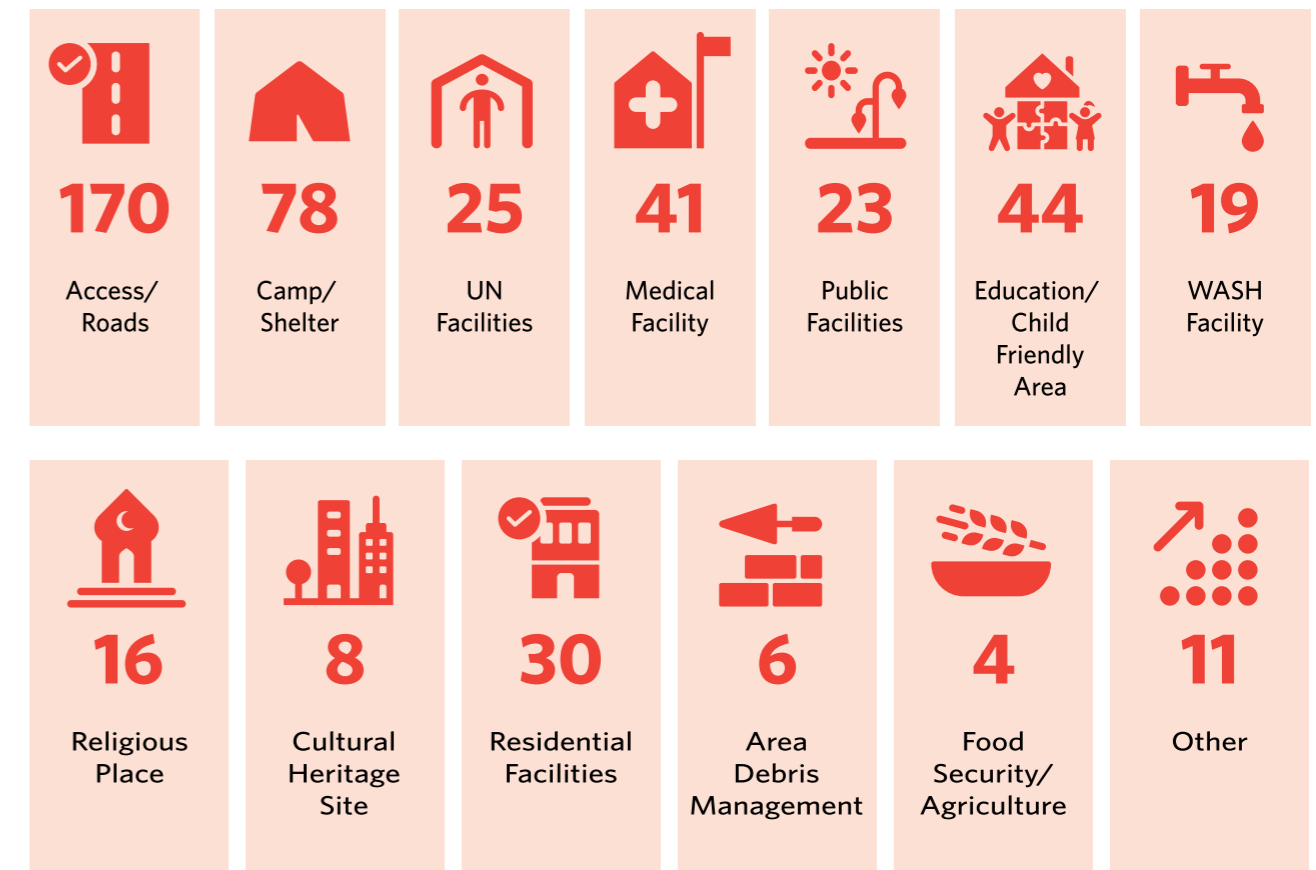 170
Access/
Roads
78
Camp/
Shelter
25
UN
Facilities
41
Medical
Facility
23
Public
Facilities
44
Education/
Child
Friendly
Area
19
WASH
Facility
16
Religious
Place
8
Cultural
Heritage
Site
30
Residential
Facilities
6
Area
Debris
Management
4
Food
Security/
Agriculture
11
Other